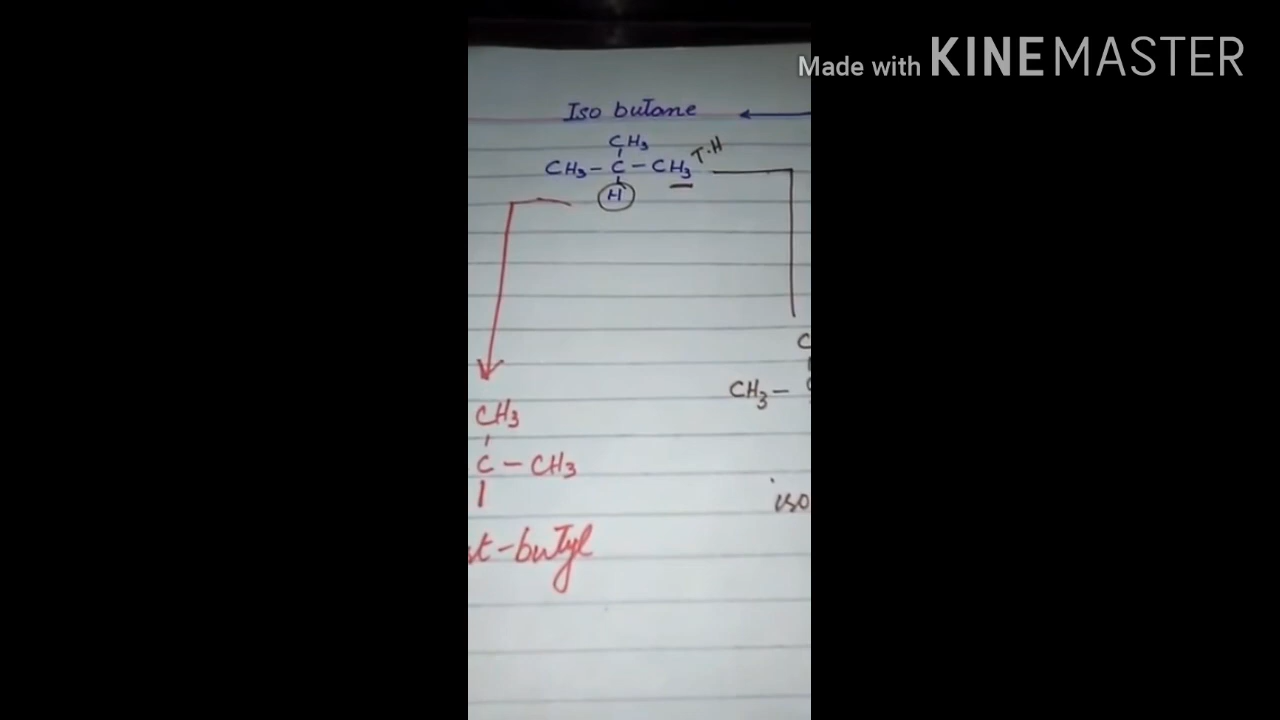 Made with KINEMASTER
Iso butane
CH3
CH3 – C – CH3 T.H
H
C
CH3 –
CH3
C – CH3
iso
t-butyl